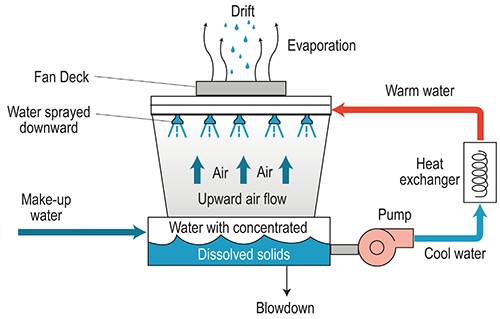 Drift
Evaporation
Fan Deck
Warm water
Water sprayed
downward
Air
Air
Heat
exchanger
Upward air flow
Make-up
water
Pump
Water with concentrated
Dissolved solids
Cool water
Blowdown